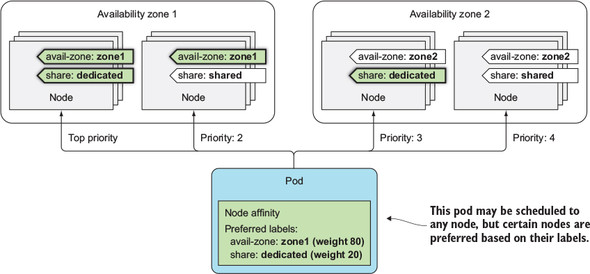 Availability zone 1
avail-zone: zone1
share: dedicated
Node
avail-zone: zone1
share: shared
Node
Availability zone 2
avail-zone: zone2
share: dedicated
Node
avail-zone: zone2
share: shared
Node
Top priority
Priority: 2
Priority: 3
Priority: 4
Pod
Node affinity
Preferred labels:
avail-zone: zone1 (weight 80)
share: dedicated (weight 20)
This pod may be scheduled to
any node, but certain nodes are
preferred based on their labels.